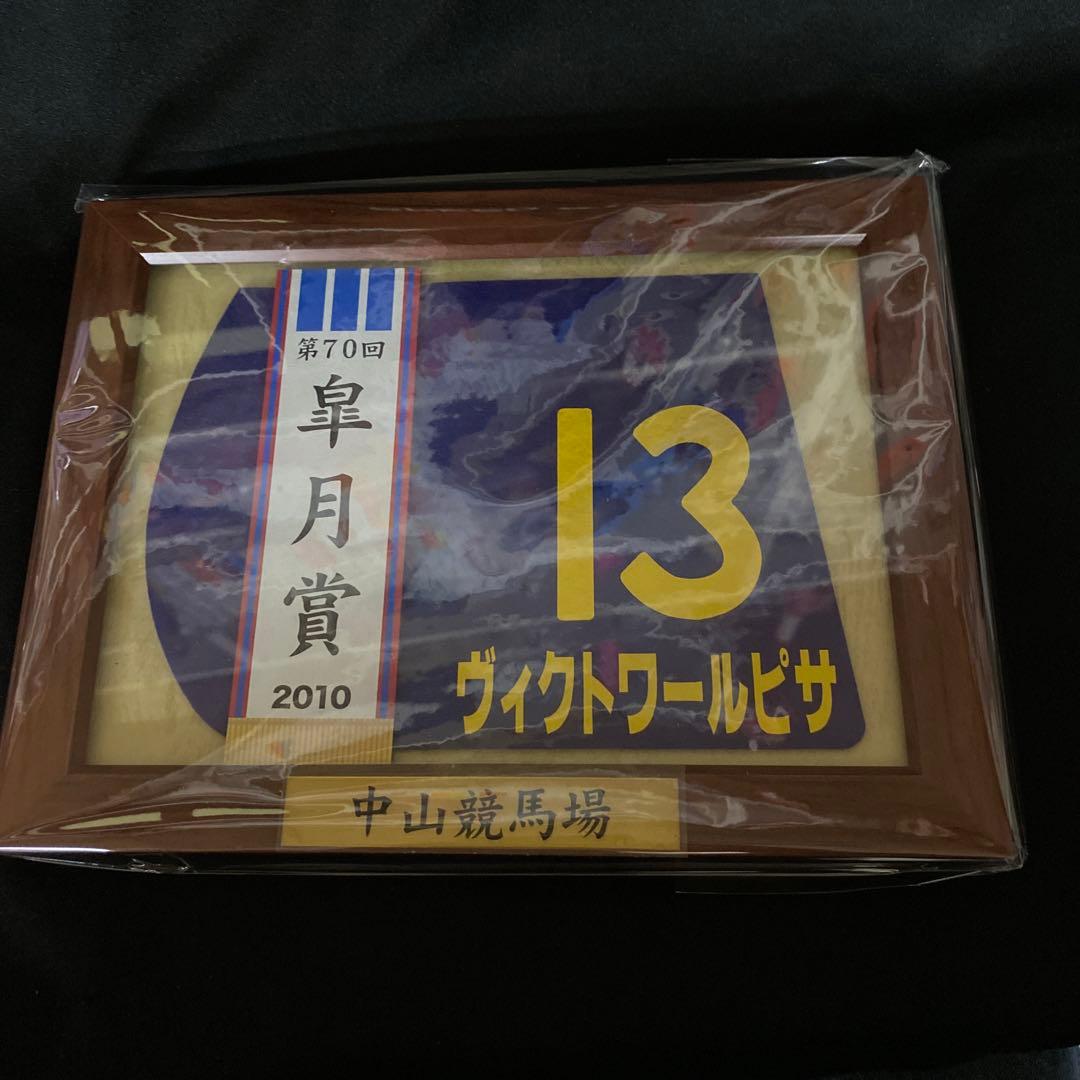 第70回
皐月賞
2010
13
ヴィクトワールピサ
中山競馬場